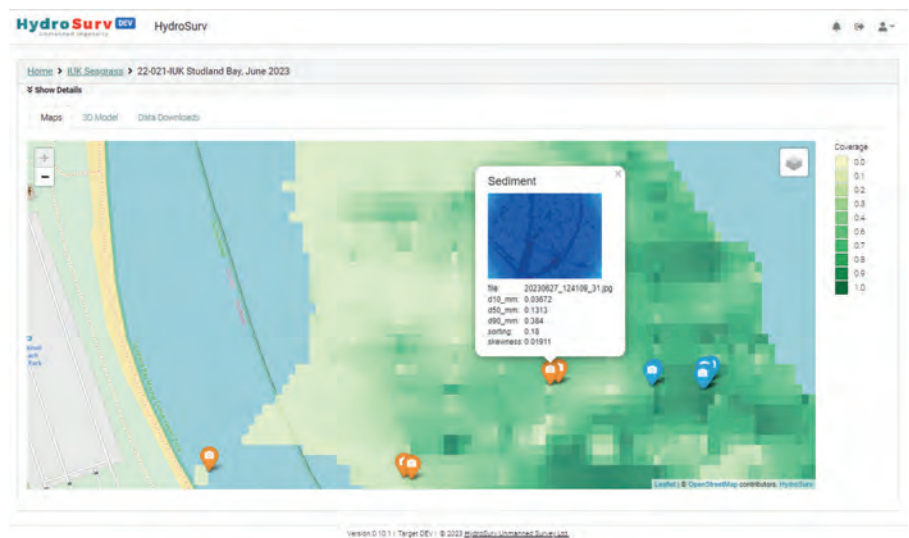 HydroSurv DEV
unmanned ingenuity
HydroSurv
Home > IUK Seagrass > 22-021-IUK Studland Bay, June 2023
Show Details
Maps 3D Model Data Downloads
+
−
Sediment
×
file: 20230627_124109_31.jpg
d10_mm: 0.03672
d50_mm: 0.1313
d90_mm: 0.384
sorting: 0.18
skewness: 0.01911
Coverage
0.0
0.1
0.2
0.3
0.4
0.6
0.7
0.8
0.9
1.0
Park
Leaflet | © OpenStreetMap contributors, HydroSurv
Version 0.10.1 | Target DEV | © 2023 HydroSurv Unmanned Survey Ltd.